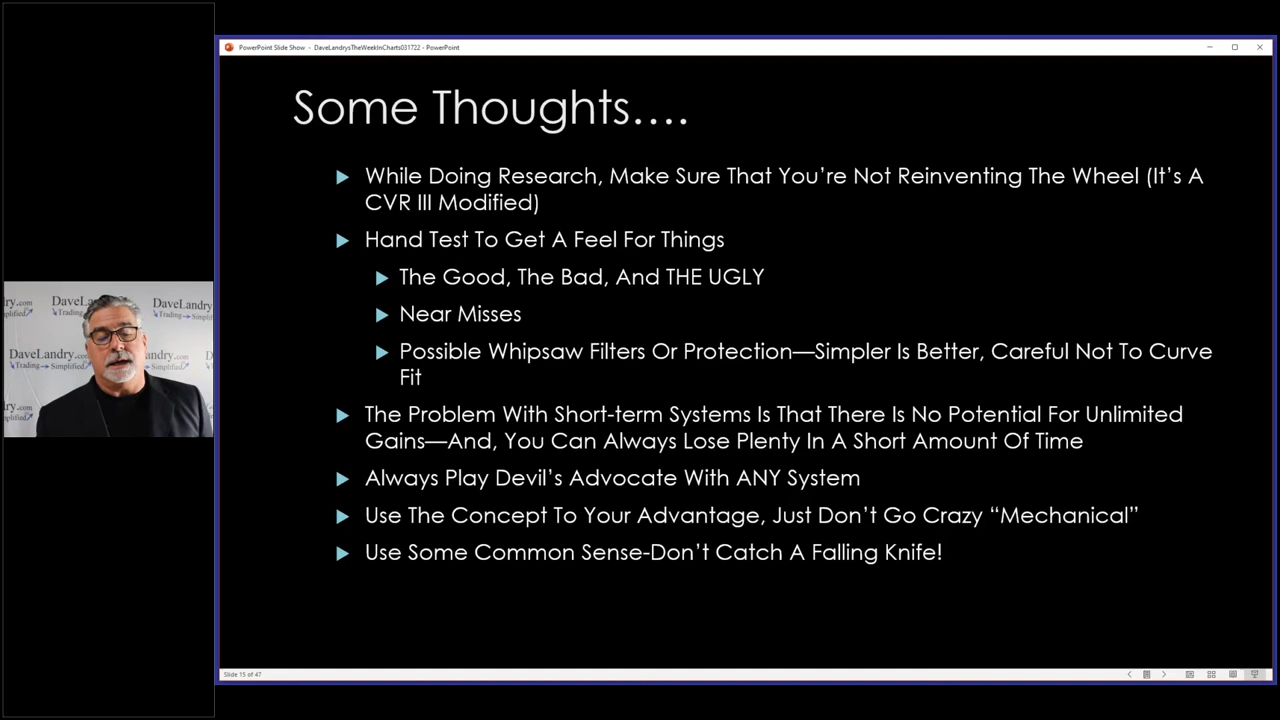 PowerPoint Slide Show - DaveLandrysTheWeekInCharts031722 - PowerPoint
Some Thoughts....
While Doing Research, Make Sure That You’re Not Reinventing The Wheel (It’s A
CVR III Modified)
Hand Test To Get A Feel For Things
The Good, The Bad, And THE UGLY
Near Misses
Possible Whipsaw Filters Or Protection—Simpler Is Better, Careful Not To Curve
Fit
The Problem With Short-term Systems Is That There Is No Potential For Unlimited
Gains—And, You Can Always Lose Plenty In A Short Amount Of Time
Always Play Devil’s Advocate With ANY System
Use The Concept To Your Advantage, Just Don’t Go Crazy “Mechanical”
Use Some Common Sense-Don’t Catch A Falling Knife!
Slide 15 of 47
DaveLandry.com
Trading Simplified